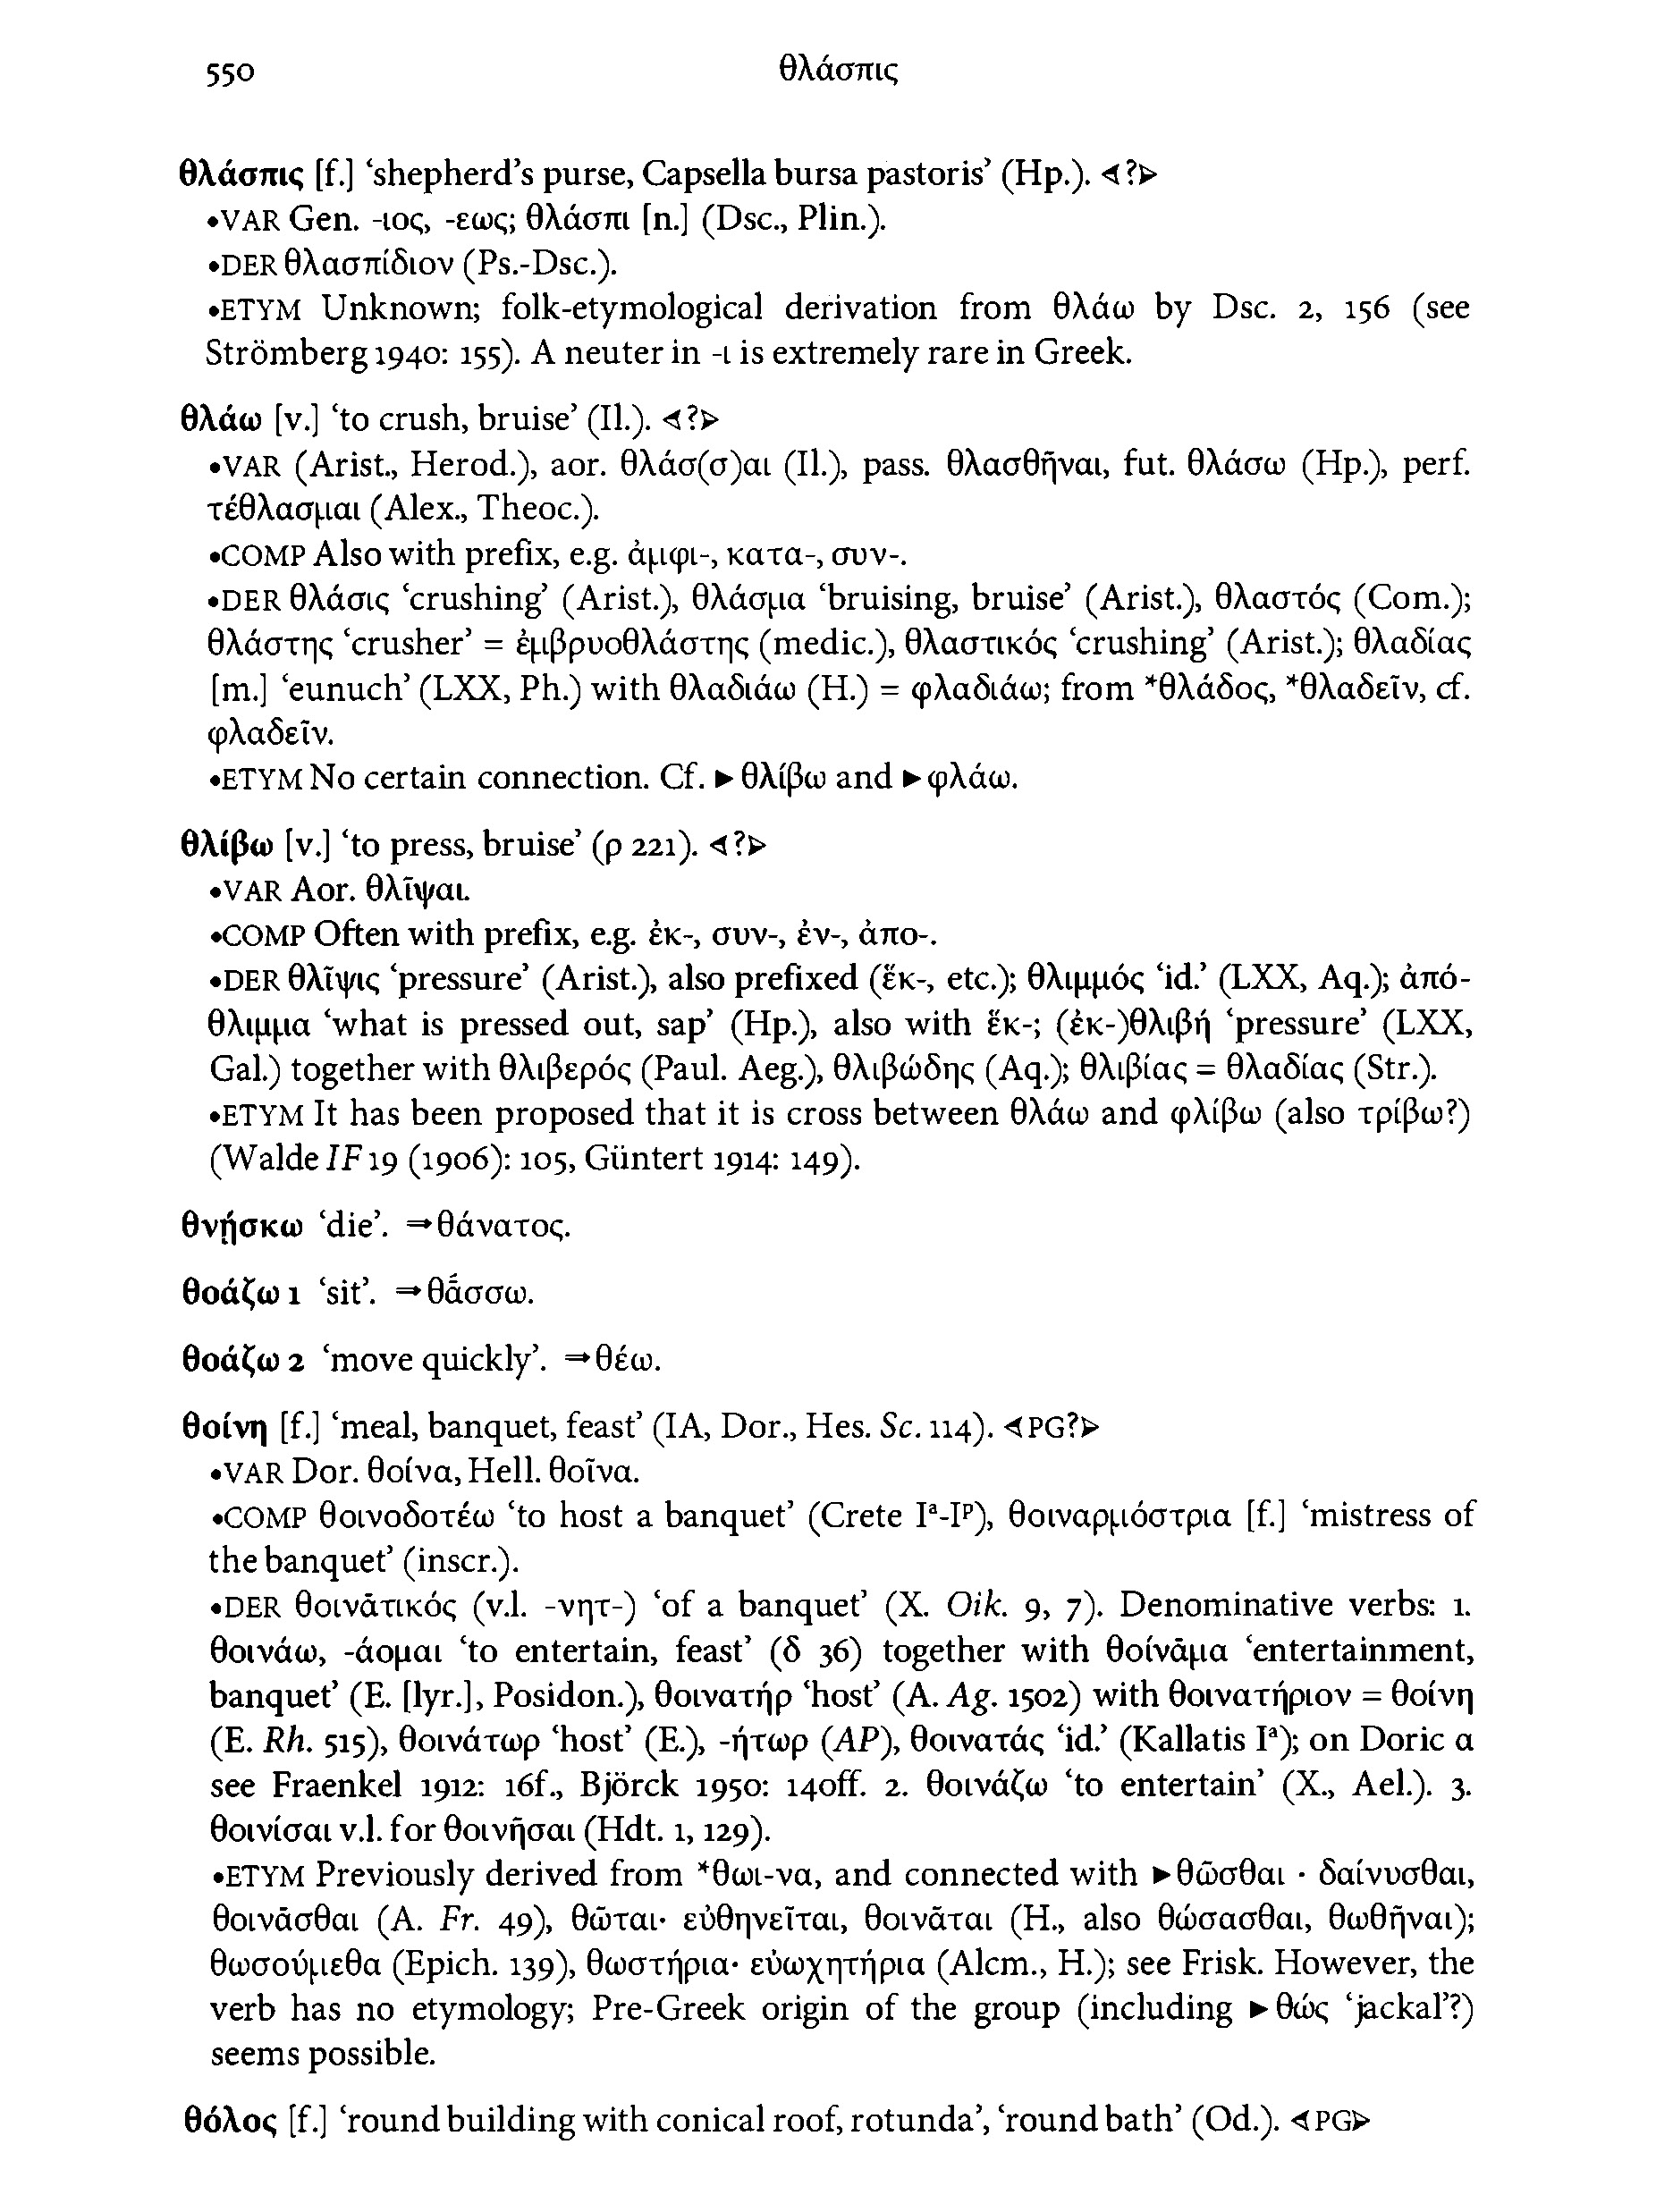 550 θλάσπις
θλάσπις [f.] ‘shepherd’s purse, Capsella bursa pastoris’ (Hp.). ⊲?⊳
•VAR Gen. -ιος, -εως; θλάσπι [n.] (Dsc., Plin.).
•DER θλασπίδιον (Ps.-Dsc.).
•ETYM Unknown; folk-etymological derivation from θλάω by Dsc. 2, 156 (see
Strömberg 1940: 155). A neuter in -ι is extremely rare in Greek.
θλάω [v.] ‘to crush, bruise’ (Il.). ⊲?⊳
•VAR (Arist., Herod.), aor. θλάσ(σ)αι (Il.), pass. θλασθῆναι, fut. θλάσω (Hp.), perf.
τέθλασμαι (Alex., Theoc.).
•COMP Also with prefix, e.g. ἀμφι-, κατα-, συν-.
•DER θλάσις ‘crushing’ (Arist.), θλάσμα ‘bruising, bruise’ (Arist.), θλαστός (Com.);
θλάστης ‘crusher’ = ἐμβρυοθλάστης (medic.), θλαστικός ‘crushing’ (Arist.); θλαδίας
[m.] ‘eunuch’ (LXX, Ph.) with θλαδιάω (H.) = φλαδιάω; from *θλάδος, *θλαδεῖν, cf.
φλαδεῖν.
•ETYM No certain connection. Cf. ►θλίβω and ►φλάω.
θλίβω [v.] ‘to press, bruise’ (ρ 221). ⊲?⊳
•VAR Aor. θλῖψαι.
•COMP Often with prefix, e.g. ἐκ-, συν-, ἐν-, ἀπο-.
•DER θλῖψις ‘pressure’ (Arist.), also prefixed (ἔκ-, etc.); θλιμμός ‘id.’ (LXX, Aq.); ἀπό-
θλιμμα ‘what is pressed out, sap’ (Hp.), also with ἔκ-; (ἐκ-)θλιβή ‘pressure’ (LXX,
Gal.) together with θλιβερός (Paul. Aeg.), θλιβώδης (Aq.); θλιβίας = θλαδίας (Str.).
•ETYM It has been proposed that it is cross between θλάω and φλίβω (also τρίβω?)
(Walde IF 19 (1906): 105, Güntert 1914: 149).
θνῄσκω ‘die’. ⇒θάνατος.
θοάζω 1 ‘sit’. ⇒θᾱ́σσω.
θοάζω 2 ‘move quickly’. ⇒θέω.
θοίνη [f.] ‘meal, banquet, feast’ (IA, Dor., Hes. Sc. 114). ⊲PG?⊳
•VAR Dor. θοίνα, Hell. θοῖνα.
•COMP θοινοδοτέω ‘to host a banquet’ (Crete Iᵃ-Iᵖ), θοιναρμόστρια [f.] ‘mistress of
the banquet’ (inscr.).
•DER θοινᾱτικός (v.l. -νητ-) ‘of a banquet’ (X. Oik. 9, 7). Denominative verbs: 1.
θοινάω, -άομαι ‘to entertain, feast’ (δ 36) together with θοίνᾱμα ‘entertainment,
banquet’ (E. [lyr.], Posidon.), θοινατήρ ‘host’ (A. Ag. 1502) with θοινατήριον = θοίνη
(E. Rh. 515), θοινάτωρ ‘host’ (E.), -ήτωρ (AP), θοινατάς ‘id.’ (Kallatis Iᵃ); on Doric α
see Fraenkel 1912: 16f., Björck 1950: 140ff. 2. θοινάζω ‘to entertain’ (X., Ael.). 3.
θοινίσαι v.l. for θοινῆσαι (Hdt. 1, 129).
•ETYM Previously derived from *θωι-να, and connected with ►θῶσθαι · δαίνυσθαι,
θοινᾶσθαι (A. Fr. 49), θῶται· εὐθηνεῖται, θοινᾶται (H., also θώσασθαι, θωθῆναι);
θωσούμεθα (Epich. 139), θωστήρια· εὐωχητήρια (Alcm., H.); see Frisk. However, the
verb has no etymology; Pre-Greek origin of the group (including ►θώς ‘jackal’?)
seems possible.
θόλος [f.] ‘round building with conical roof, rotunda’, ‘round bath’ (Od.). ⊲PG⊳